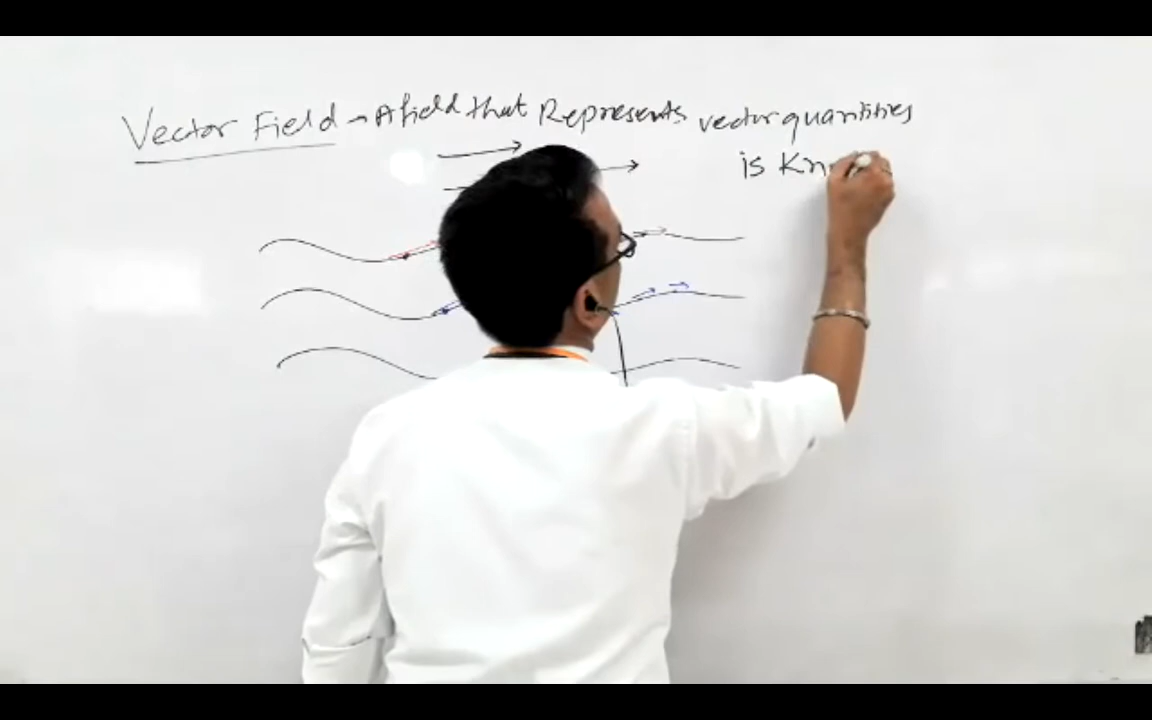 Vector Field - A field that Represents vector quantities
is Kn